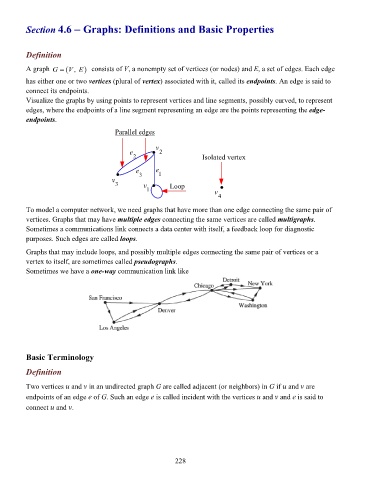 Section 4.6 – Graphs: Definitions and Basic Properties
Definition
A graph G = (V, E) consists of V, a nonempty set of vertices (or nodes) and E, a set of edges. Each edge
has either one or two vertices (plural of vertex) associated with it, called its endpoints. An edge is said to
connect its endpoints.
Visualize the graphs by using points to represent vertices and line segments, possibly curved, to represent
edges, where the endpoints of a line segment representing an edge are the points representing the edge-
endpoints.
Parallel edges
e2
v2
Isolated vertex
e3
e1
v3
v1
Loop
v4
To model a computer network, we need graphs that have more than one edge connecting the same pair of
vertices. Graphs that may have multiple edges connecting the same vertices are called multigraphs.
Sometimes a communications link connects a data center with itself, a feedback loop for diagnostic
purposes. Such edges are called loops.
Graphs that may include loops, and possibly multiple edges connecting the same pair of vertices or a
vertex to itself, are sometimes called pseudographs.
Sometimes we have a one-way communication link like
Detroit
Chicago
New York
San Francisco
Washington
Denver
Los Angeles
Basic Terminology
Definition
Two vertices u and v in an undirected graph G are called adjacent (or neighbors) in G if u and v are
endpoints of an edge e of G. Such an edge e is called incident with the vertices u and v and e is said to
connect u and v.
228